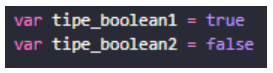 var tipe_boolean1 = true
var tipe_boolean2 = false